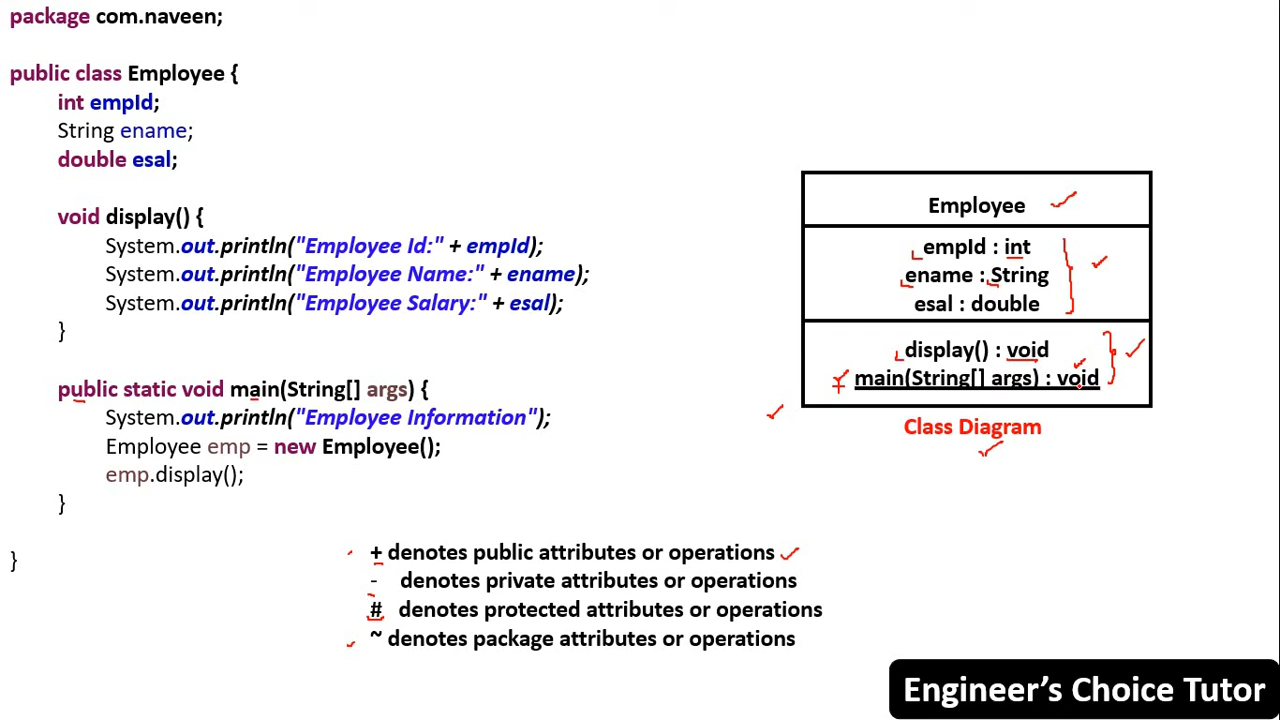 package com.naveen;
public class Employee {
int empId;
String ename;
double esal;
void display() {
System.out.println("Employee Id:" + empId);
System.out.println("Employee Name:" + ename);
System.out.println("Employee Salary:" + esal);
}
public static void main(String[] args) {
System.out.println("Employee Information");
Employee emp = new Employee();
emp.display();
}
}
Employee
empId : int
ename : String
esal : double
display() : void
+ main(String[] args) : void
Class Diagram
+ denotes public attributes or operations
- denotes private attributes or operations
# denotes protected attributes or operations
~ denotes package attributes or operations
Engineer's Choice Tutor